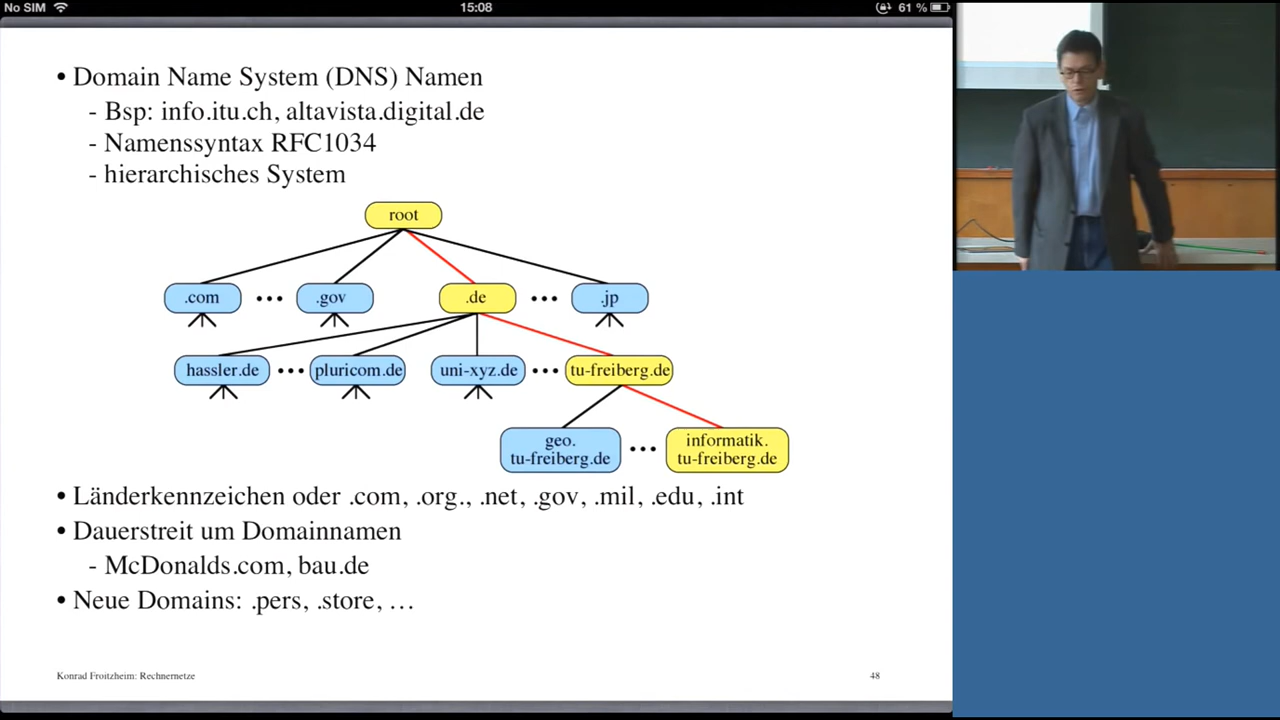 No SIM 15:08 61 %
• Domain Name System (DNS) Namen
- Bsp: info.itu.ch, altavista.digital.de
- Namenssyntax RFC1034
- hierarchisches System
root
.com ••• .gov .de ••• .jp
hassler.de ••• pluricom.de uni-xyz.de ••• tu-freiberg.de
geo. ••• informatik.
tu-freiberg.de tu-freiberg.de
• Länderkennzeichen oder .com, .org., .net, .gov, .mil, .edu, .int
• Dauerstreit um Domainnamen
- McDonalds.com, bau.de
• Neue Domains: .pers, .store, …
Konrad Froitzheim: Rechnernetze 48